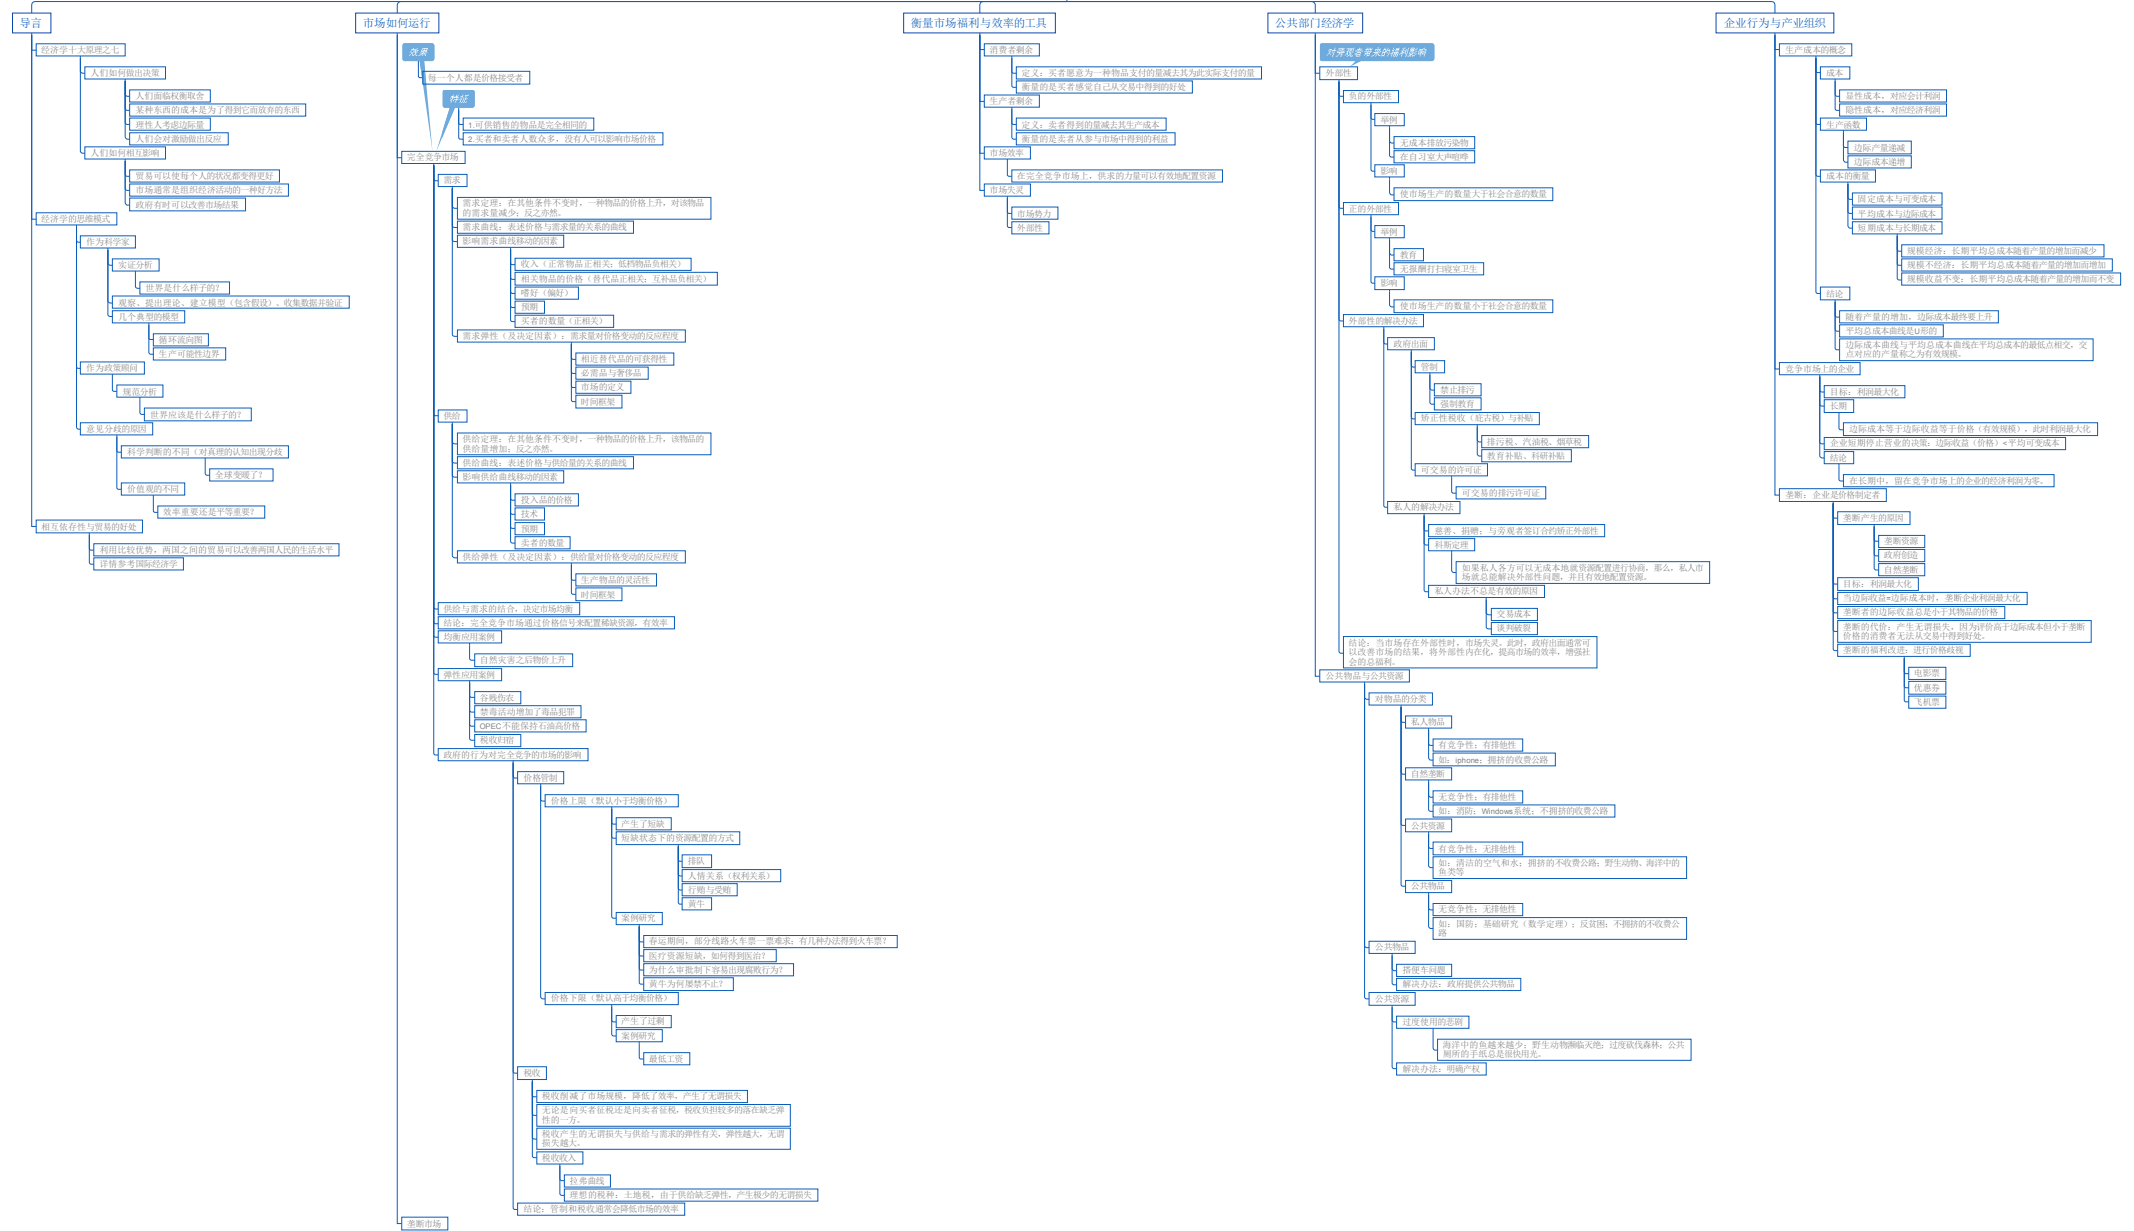 导言
经济学十大原理之七
人们如何做出决策
人们面临权衡取舍
某种东西的成本是为了得到它而放弃的东西
理性人考虑边际量
人们会对激励做出反应
人们如何相互影响
贸易可以使每个人的状况都变得更好
市场通常是组织经济活动的一种好方法
政府有时可以改善市场结果
经济学的思维模式
作为科学家
实证分析
世界是什么样子的?
观察、提出理论、建立模型（包含假设）、收集数据并验证
几个典型的模型
循环流向图
生产可能性边界
作为政策顾问
规范分析
世界应该是什么样子的?
意见分歧的原因
科学判断的不同（对真理的认知出现分歧
全球变暖了?
价值观的不同
效率重要还是平等重要?
相互依存性与贸易的好处
利用比较优势，两国之间的贸易可以改善两国人民的生活水平
详情参考国际经济学
市场如何运行
效果
每一个人都是价格接受者
特征
1.可供销售的物品是完全相同的
2.买者和卖者人数众多，没有人可以影响市场价格
完全竞争市场
需求
需求定理：在其他条件不变时，一种物品的价格上升，对该物品
的需求量减少；反之亦然。
需求曲线：表述价格与需求量的关系的曲线
影响需求曲线移动的因素
收入（正常物品正相关；低档物品负相关）
相关物品的价格（替代品正相关；互补品负相关）
嗜好（偏好）
预期
买者的数量（正相关）
需求弹性（及决定因素）：需求量对价格变动的反应程度
相近替代品的可获得性
必需品与奢侈品
市场的定义
时间框架
供给
供给定理：在其他条件不变时，一种物品的价格上升，该物品的
供给量增加；反之亦然。
供给曲线：表述价格与供给量的关系的曲线
影响供给曲线移动的因素
投入品的价格
技术
预期
卖者的数量
供给弹性（及决定因素）：供给量对价格变动的反应程度
生产物品的灵活性
时间框架
供给与需求的结合，决定市场均衡
结论：完全竞争市场通过价格信号来配置稀缺资源，有效率
均衡应用案例
自然灾害之后物价上升
弹性应用案例
谷贱伤农
禁毒活动增加了毒品犯罪
OPEC不能保持石油高价格
税收归宿
政府的行为对完全竞争的市场的影响
价格管制
价格上限（默认小于均衡价格）
产生了短缺
短缺状态下的资源配置的方式
排队
人情关系（权利关系）
行贿与受贿
黄牛
案例研究
春运期间，部分线路火车票一票难求；有几种办法得到火车票?
医疗资源短缺，如何得到医治?
为什么审批制下容易出现腐败行为?
黄牛为何屡禁不止?
价格下限（默认高于均衡价格）
产生了过剩
案例研究
最低工资
税收
税收削减了市场规模，降低了效率，产生了无谓损失
无论是向买者征税还是向卖者征税，税收负担较多的落在缺乏弹
性的一方。
税收产生的无谓损失与供给与需求的弹性有关，弹性越大，无谓
损失越大。
税收收入
拉弗曲线
理想的税种：土地税，由于供给缺乏弹性，产生极少的无谓损失
结论：管制和税收通常会降低市场的效率
垄断市场
衡量市场福利与效率的工具
消费者剩余
定义：买者愿意为一种物品支付的量减去其为此实际支付的量
衡量的是买者感觉自己从交易中得到的好处
生产者剩余
定义：卖者得到的量减去其生产成本
衡量的是卖者从参与市场中得到的利益
市场效率
在完全竞争市场上，供求的力量可以有效地配置资源
市场失灵
市场势力
外部性
公共部门经济学
对旁观者带来的福利影响
外部性
负的外部性
举例
无成本排放污染物
在自习室大声喧哗
影响
使市场生产的数量大于社会合意的数量
正的外部性
举例
教育
无报酬打扫寝室卫生
影响
使市场生产的数量小于社会合意的数量
外部性的解决办法
政府出面
管制
禁止排污
强制教育
矫正性税收（庇古税）与补贴
排污税、汽油税、烟草税
教育补贴、科研补贴
可交易的许可证
可交易的排污许可证
私人的解决办法
慈善、捐赠；与旁观者签订合约矫正外部性
科斯定理
如果私人各方可以无成本地就资源配置进行协商，那么，私人市
场就总能解决外部性问题，并且有效地配置资源。
私人办法不总是有效的原因
交易成本
谈判破裂
结论：当市场存在外部性时，市场失灵。此时，政府出面通常可
以改善市场的结果，将外部性内在化，提高市场的效率，增强社
会的总福利。
公共物品与公共资源
对物品的分类
私人物品
有竞争性；有排他性
如：iphone；拥挤的收费公路
自然垄断
无竞争性；有排他性
如：消防；Windows系统；不拥挤的收费公路
公共资源
有竞争性；无排他性
如：清洁的空气和水；拥挤的不收费公路；野生动物、海洋中的
鱼类等
公共物品
无竞争性；无排他性
如：国防；基础研究（数学定理）；反贫困；不拥挤的不收费公
路
公共物品
搭便车问题
解决办法：政府提供公共物品
公共资源
过度使用的悲剧
海洋中的鱼越来越少；野生动物濒临灭绝；过度砍伐森林；公共
厕所的手纸总是很快用光。
解决办法：明确产权
企业行为与产业组织
生产成本的概念
成本
显性成本，对应会计利润
隐性成本，对应经济利润
生产函数
边际产量递减
边际成本递增
成本的衡量
固定成本与可变成本
平均成本与边际成本
短期成本与长期成本
规模经济：长期平均总成本随着产量的增加而减少
规模不经济：长期平均总成本随着产量的增加而增加
规模收益不变：长期平均总成本随着产量的增加而不变
结论
随着产量的增加，边际成本最终要上升
平均总成本曲线是U形的
边际成本曲线与平均总成本曲线在平均总成本的最低点相交，交
点对应的产量称之为有效规模。
竞争市场上的企业
目标：利润最大化
长期
边际成本等于边际收益等于价格（有效规模），此时利润最大化
企业短期停止营业的决策：边际收益（价格）<平均可变成本
结论
在长期中，留在竞争市场上的企业的经济利润为零。
垄断：企业是价格制定者
垄断产生的原因
垄断资源
政府创造
自然垄断
目标：利润最大化
当边际收益=边际成本时，垄断企业利润最大化
垄断者的边际收益总是小于其物品的价格
垄断的代价：产生无谓损失，因为评价高于边际成本但小于垄断
价格的消费者无法从交易中得到好处。
垄断的福利改进：进行价格歧视
电影票
优惠券
飞机票